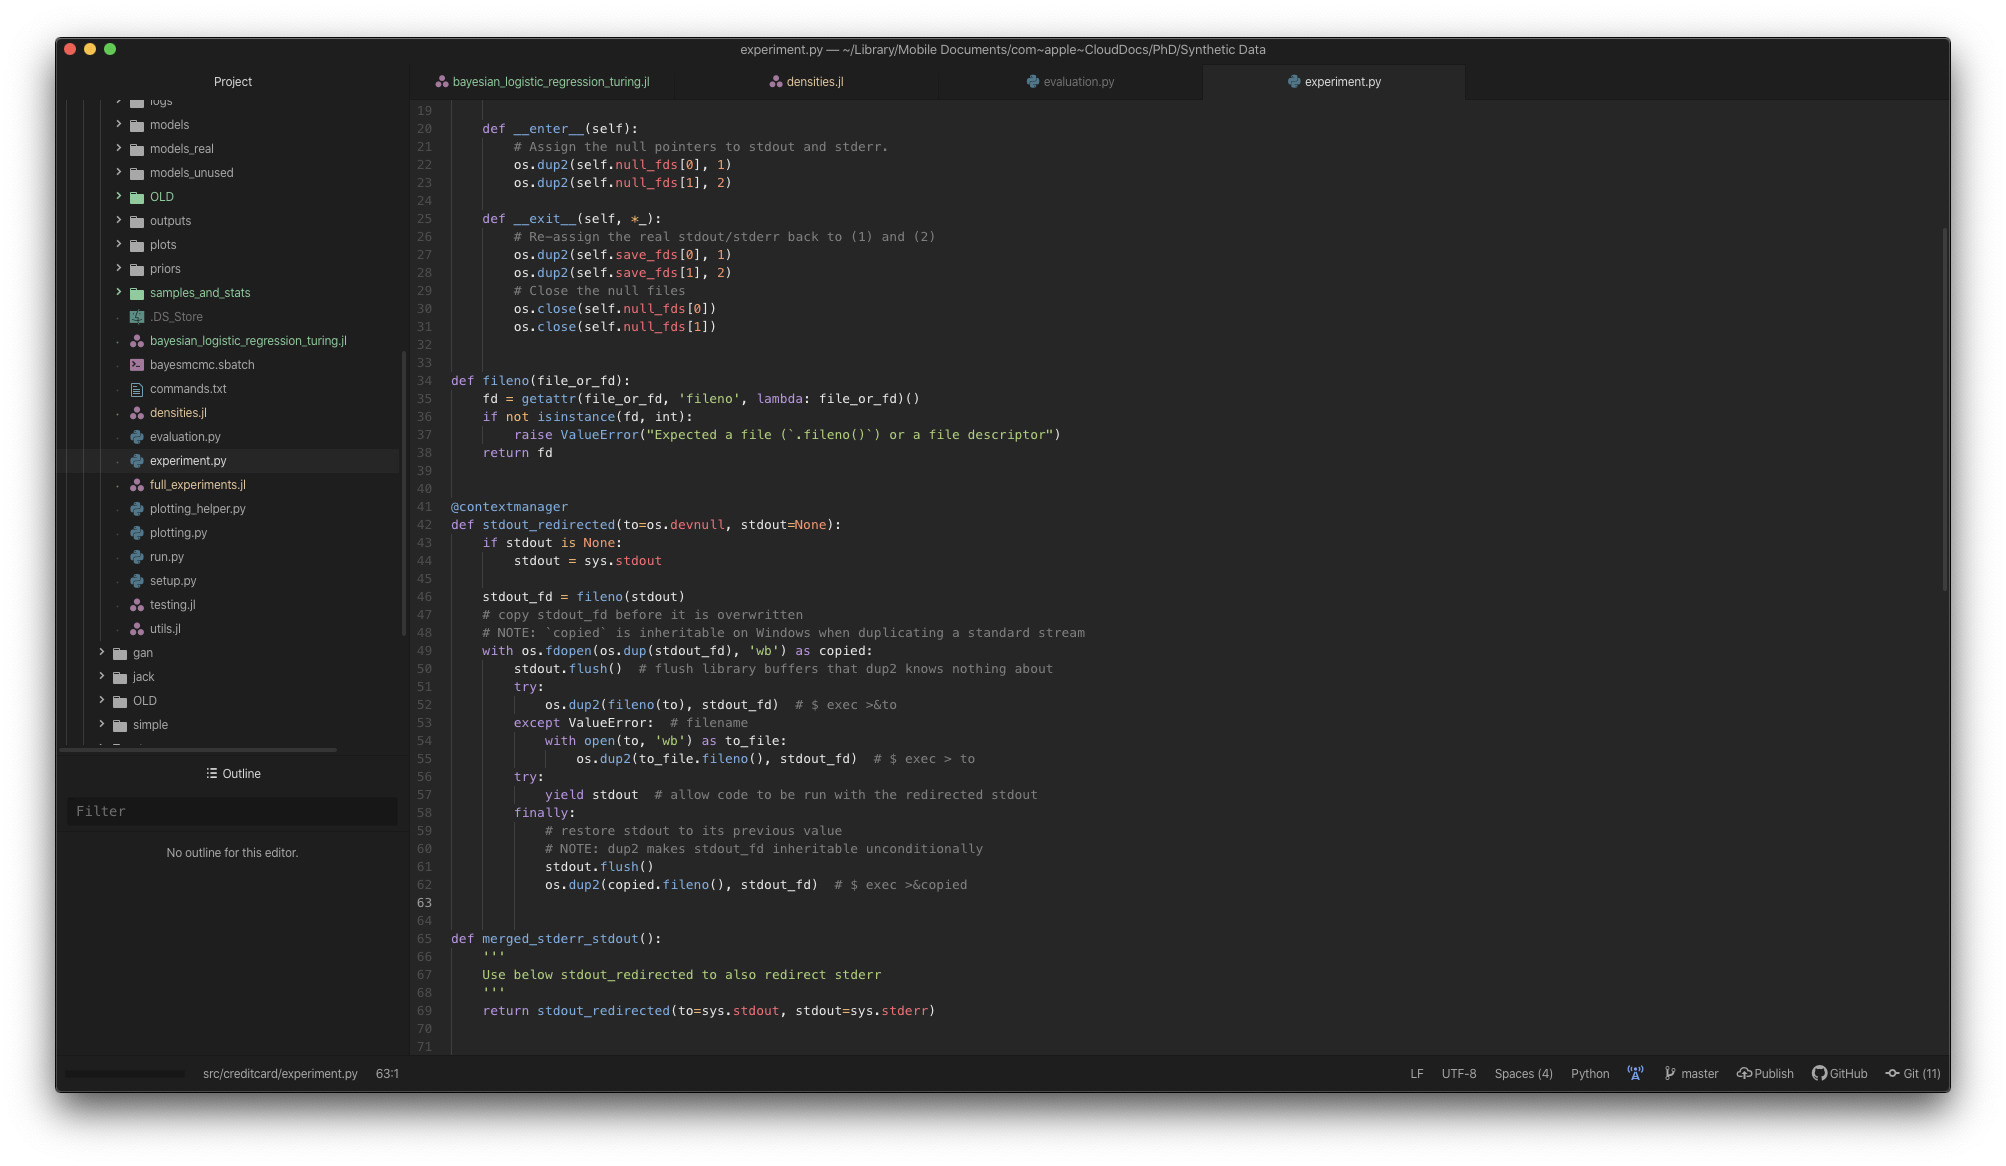 experiment.py — ~/Library/Mobile Documents/com~apple~CloudDocs/PhD/Synthetic Data
Project
logs
models
models_real
models_unused
OLD
outputs
plots
priors
samples_and_stats
.DS_Store
bayesian_logistic_regression_turing.jl
bayesmcmc.sbatch
commands.txt
densities.jl
evaluation.py
experiment.py
full_experiments.jl
plotting_helper.py
plotting.py
run.py
setup.py
testing.jl
utils.jl
gan
jack
OLD
simple
Outline
Filter
No outline for this editor.
bayesian_logistic_regression_turing.jl densities.jl evaluation.py experiment.py
19
20 def __enter__(self):
21 # Assign the null pointers to stdout and stderr.
22 os.dup2(self.null_fds[0], 1)
23 os.dup2(self.null_fds[1], 2)
24
25 def __exit__(self, *_):
26 # Re-assign the real stdout/stderr back to (1) and (2)
27 os.dup2(self.save_fds[0], 1)
28 os.dup2(self.save_fds[1], 2)
29 # Close the null files
30 os.close(self.null_fds[0])
31 os.close(self.null_fds[1])
32
33
34 def fileno(file_or_fd):
35 fd = getattr(file_or_fd, 'fileno', lambda: file_or_fd)()
36 if not isinstance(fd, int):
37 raise ValueError("Expected a file (`.fileno()`) or a file descriptor")
38 return fd
39
40
41 @contextmanager
42 def stdout_redirected(to=os.devnull, stdout=None):
43 if stdout is None:
44 stdout = sys.stdout
45
46 stdout_fd = fileno(stdout)
47 # copy stdout_fd before it is overwritten
48 # NOTE: `copied` is inheritable on Windows when duplicating a standard stream
49 with os.fdopen(os.dup(stdout_fd), 'wb') as copied:
50 stdout.flush()  # flush library buffers that dup2 knows nothing about
51 try:
52 os.dup2(fileno(to), stdout_fd)  # $ exec >&to
53 except ValueError:  # filename
54 with open(to, 'wb') as to_file:
55 os.dup2(to_file.fileno(), stdout_fd)  # $ exec > to
56 try:
57 yield stdout  # allow code to be run with the redirected stdout
58 finally:
59 # restore stdout to its previous value
60 # NOTE: dup2 makes stdout_fd inheritable unconditionally
61 stdout.flush()
62 os.dup2(copied.fileno(), stdout_fd)  # $ exec >&copied
63
64
65 def merged_stderr_stdout():
66 '''
67 Use below stdout_redirected to also redirect stderr
68 '''
69 return stdout_redirected(to=sys.stdout, stdout=sys.stderr)
70
71
src/creditcard/experiment.py 63:1 LF UTF-8 Spaces (4) Python master Publish GitHub Git (11)